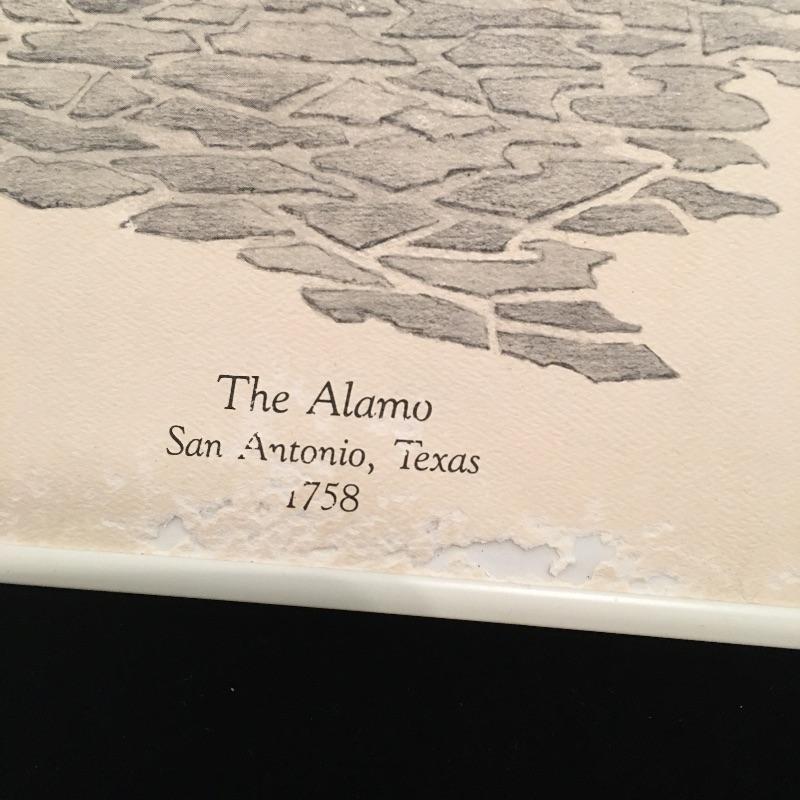 The Alamo
San Antonio, Texas
1758